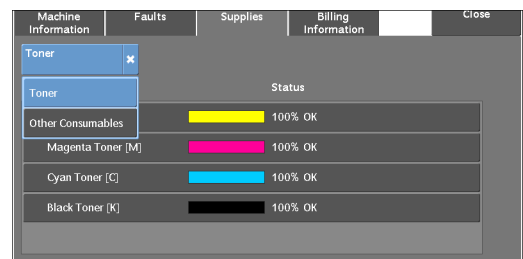 Machine Information
Faults
Supplies
Billing Information
Close
Toner
Toner
Status
Other Consumables
100% OK
Magenta Toner [M]
100% OK
Cyan Toner [C]
100% OK
Black Toner [K]
100% OK